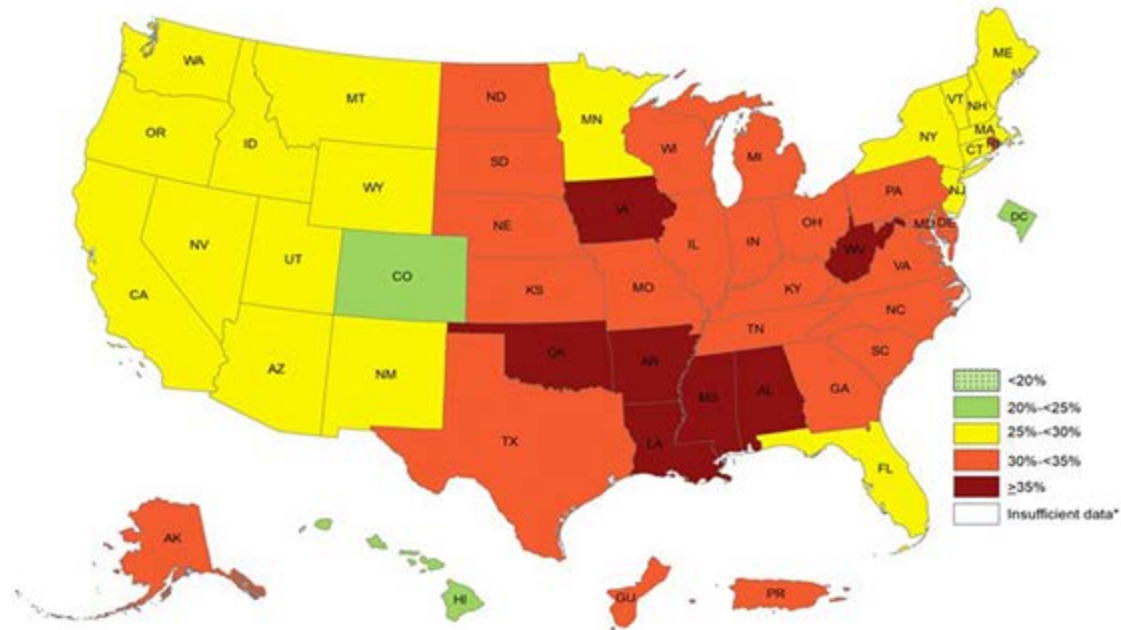 WA
MT
ND
MN
ME
VT
NH
OR
ID
SD
WI
MI
NY
MA
CT
WY
NE
IA
PA
NJ
NV
UT
CO
KS
MO
IL
IN
OH
WV
MD
DE
DC
VA
KY
CA
AZ
NM
OK
AR
TN
NC
SC
TX
LA
MS
AL
GA
FL
AK
HI
GU
PR
<20%
20%-<25%
25%-<30%
30%-<35%
≥35%
Insufficient data*